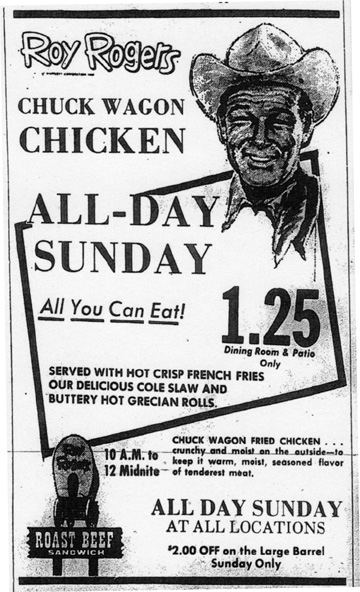 Roy Rogers
CHUCK WAGON
CHICKEN
ALL-DAY
SUNDAY
All You Can Eat!
1.25
Dining Room & Patio
Only
SERVED WITH HOT CRISP FRENCH FRIES
OUR DELICIOUS COLE SLAW AND
BUTTERY HOT GRECIAN ROLLS.
Roy
Rogers
ROAST BEEF
SANDWICH
10 A.M. to
12 Midnite
CHUCK WAGON FRIED CHICKEN . . .
crunchy and moist on the outside—to
keep it warm, moist, seasoned flavor
of tenderest meat.
ALL DAY SUNDAY
AT ALL LOCATIONS
$2.00 OFF on the Large Barrel
Sunday Only